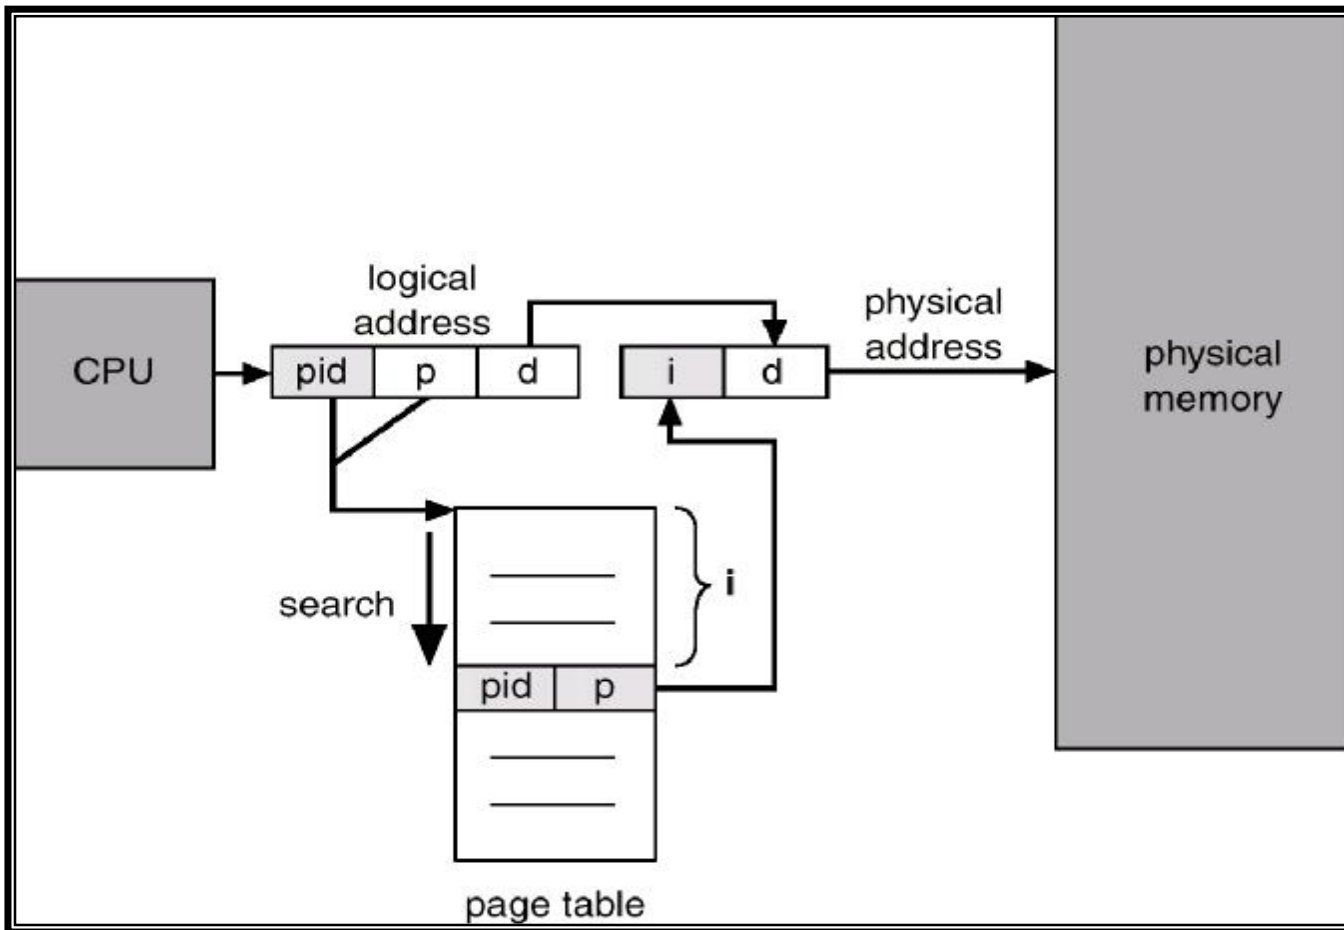 logical
address
physical
address
CPU
pid
p
d
i
d
physical
memory
search
i
pid
p
page table